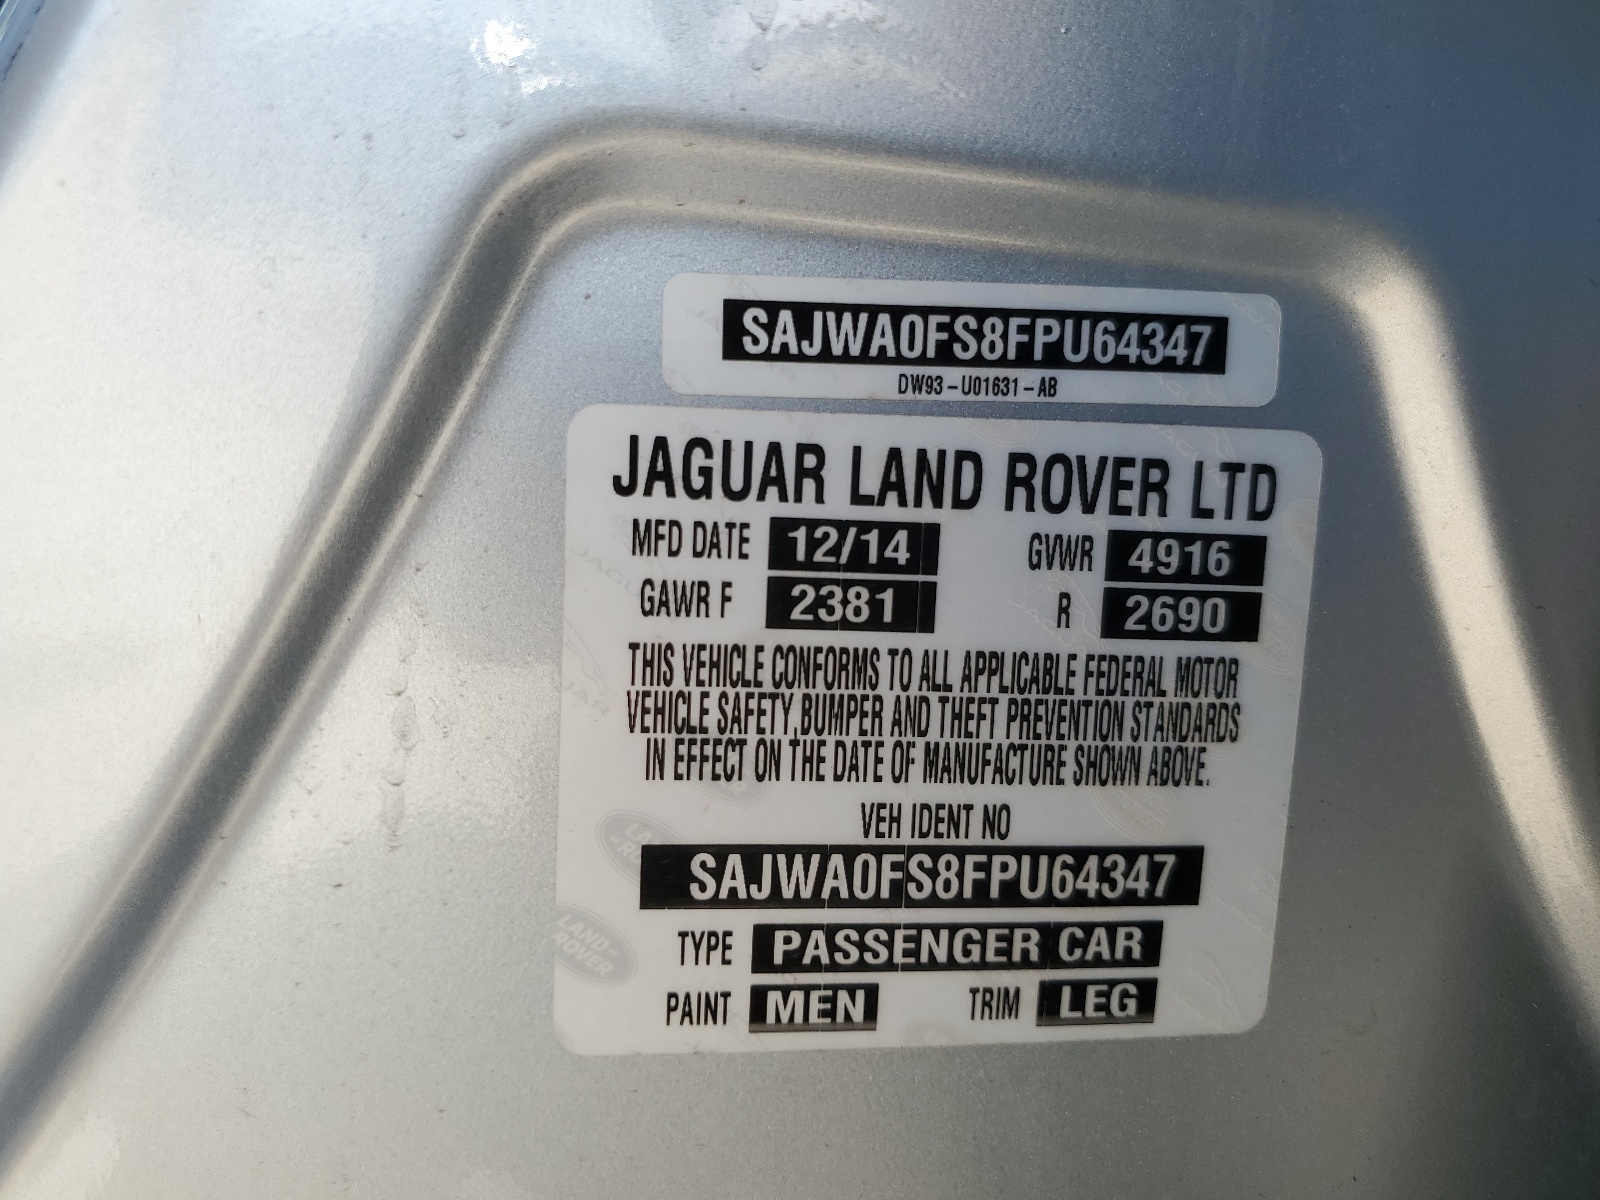 SAJWA0FS8FPU64347
DW93-U01631-AB
JAGUAR LAND ROVER LTD
MFD DATE 12/14 GVWR 4916
GAWR F 2381 R 2690
THIS VEHICLE CONFORMS TO ALL APPLICABLE FEDERAL MOTOR
VEHICLE SAFETY,BUMPER AND THEFT PREVENTION STANDARDS
IN EFFECT ON THE DATE OF MANUFACTURE SHOWN ABOVE.
VEH IDENT NO
SAJWA0FS8FPU64347
LAND-
ROVER
TYPE PASSENGER CAR
PAINT MEN TRIM LEG